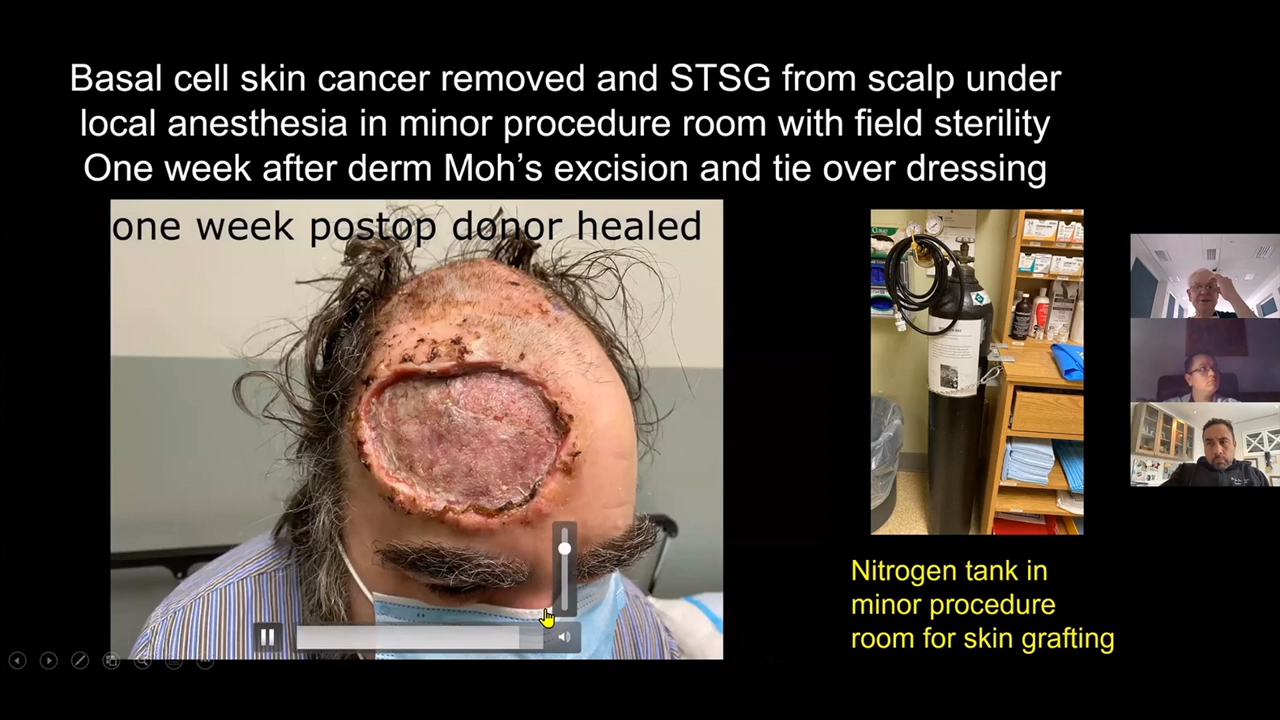 Basal cell skin cancer removed and STSG from scalp under
local anesthesia in minor procedure room with field sterility
One week after derm Moh's excision and tie over dressing
one week postop donor healed
Nitrogen tank in
minor procedure
room for skin grafting